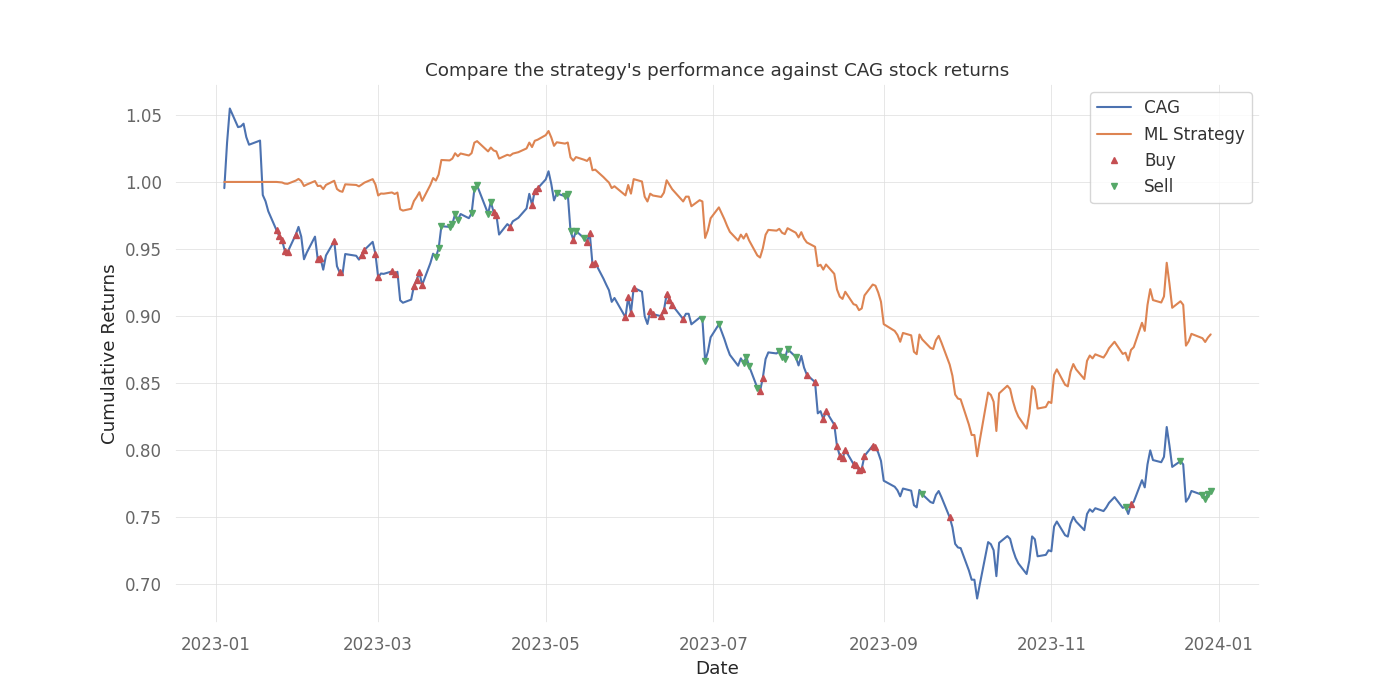 Compare the strategy's performance against CAG stock returns
CAG
ML Strategy
Buy
Sell
Cumulative Returns
1.05
1.00
0.95
0.90
0.85
0.80
0.75
0.70
2023-01
2023-03
2023-05
2023-07
2023-09
2023-11
2024-01
Date